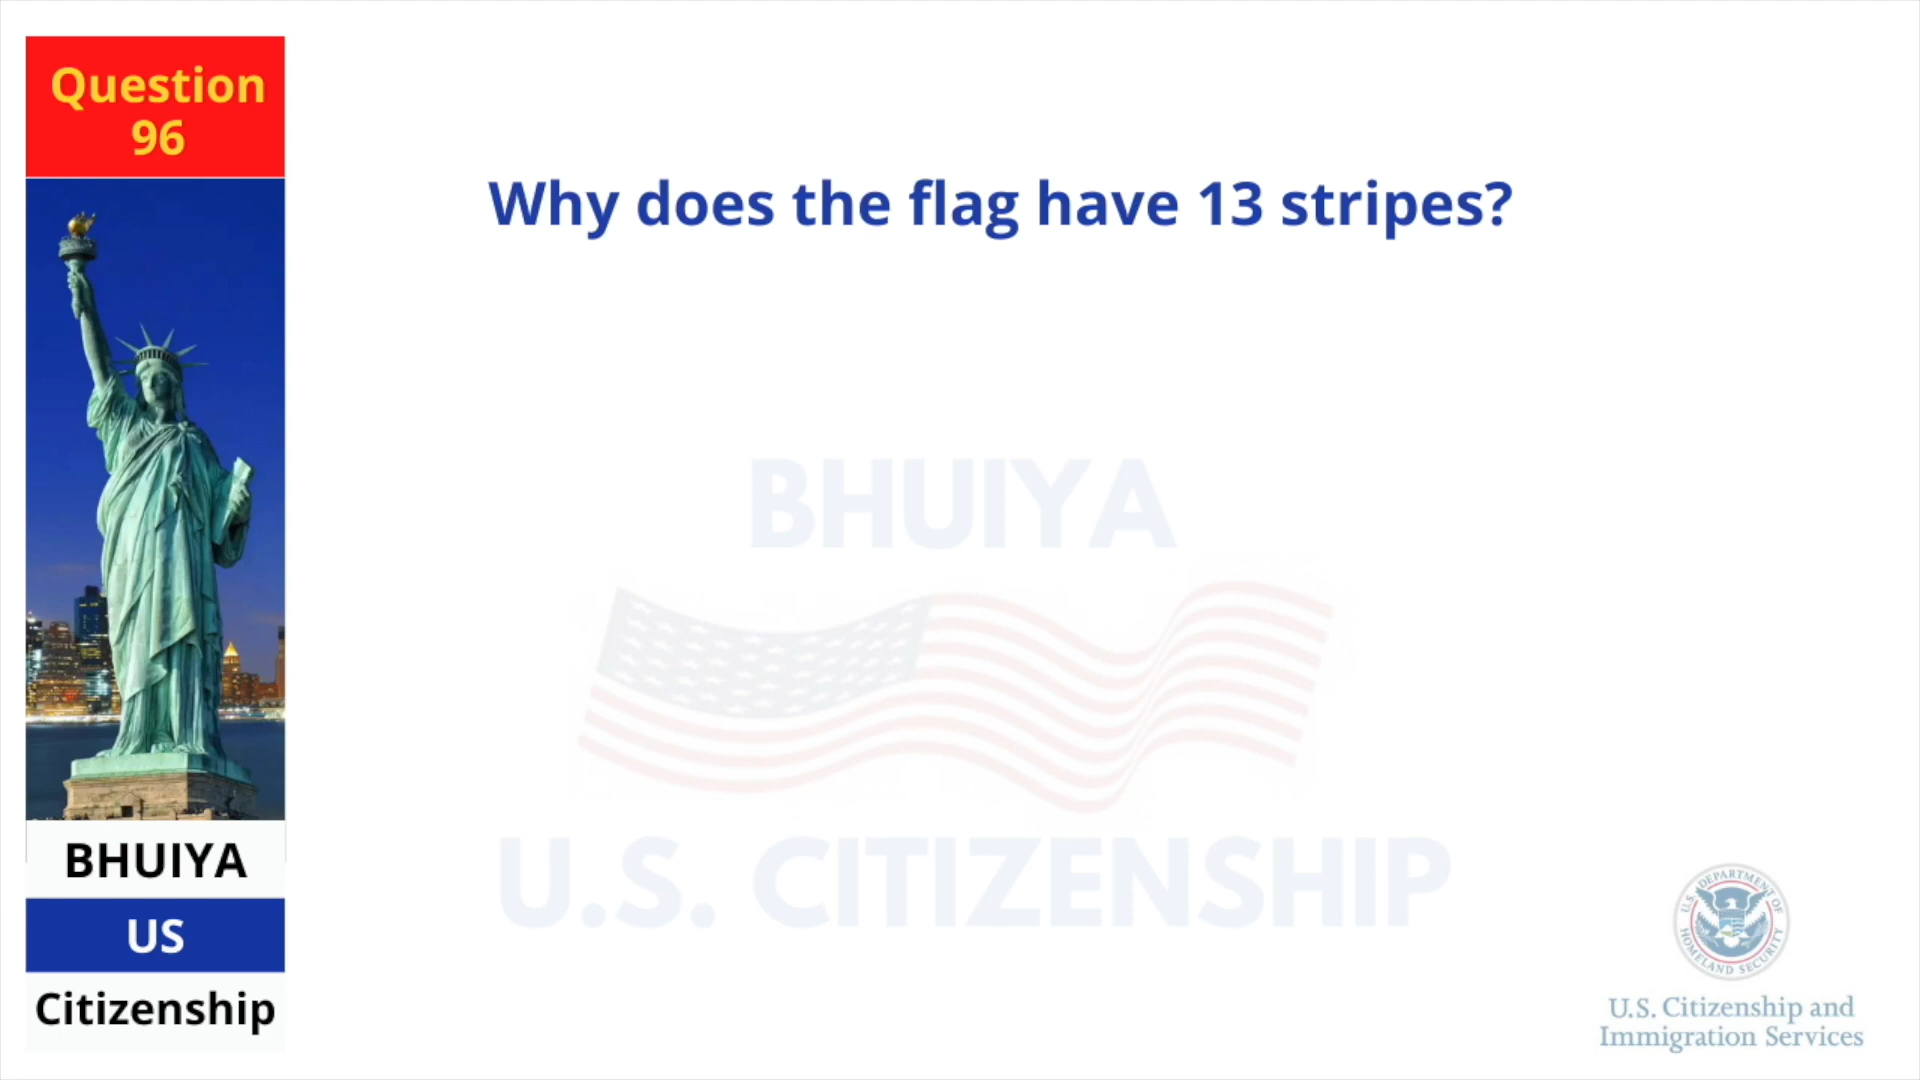 Question
96
Why does the flag have 13 stripes?
BHUIYA
U.S. CITIZENSHIP
BHUIYA
US
Citizenship
U.S. DEPARTMENT OF
HOMELAND SECURITY
U.S. Citizenship and
Immigration Services